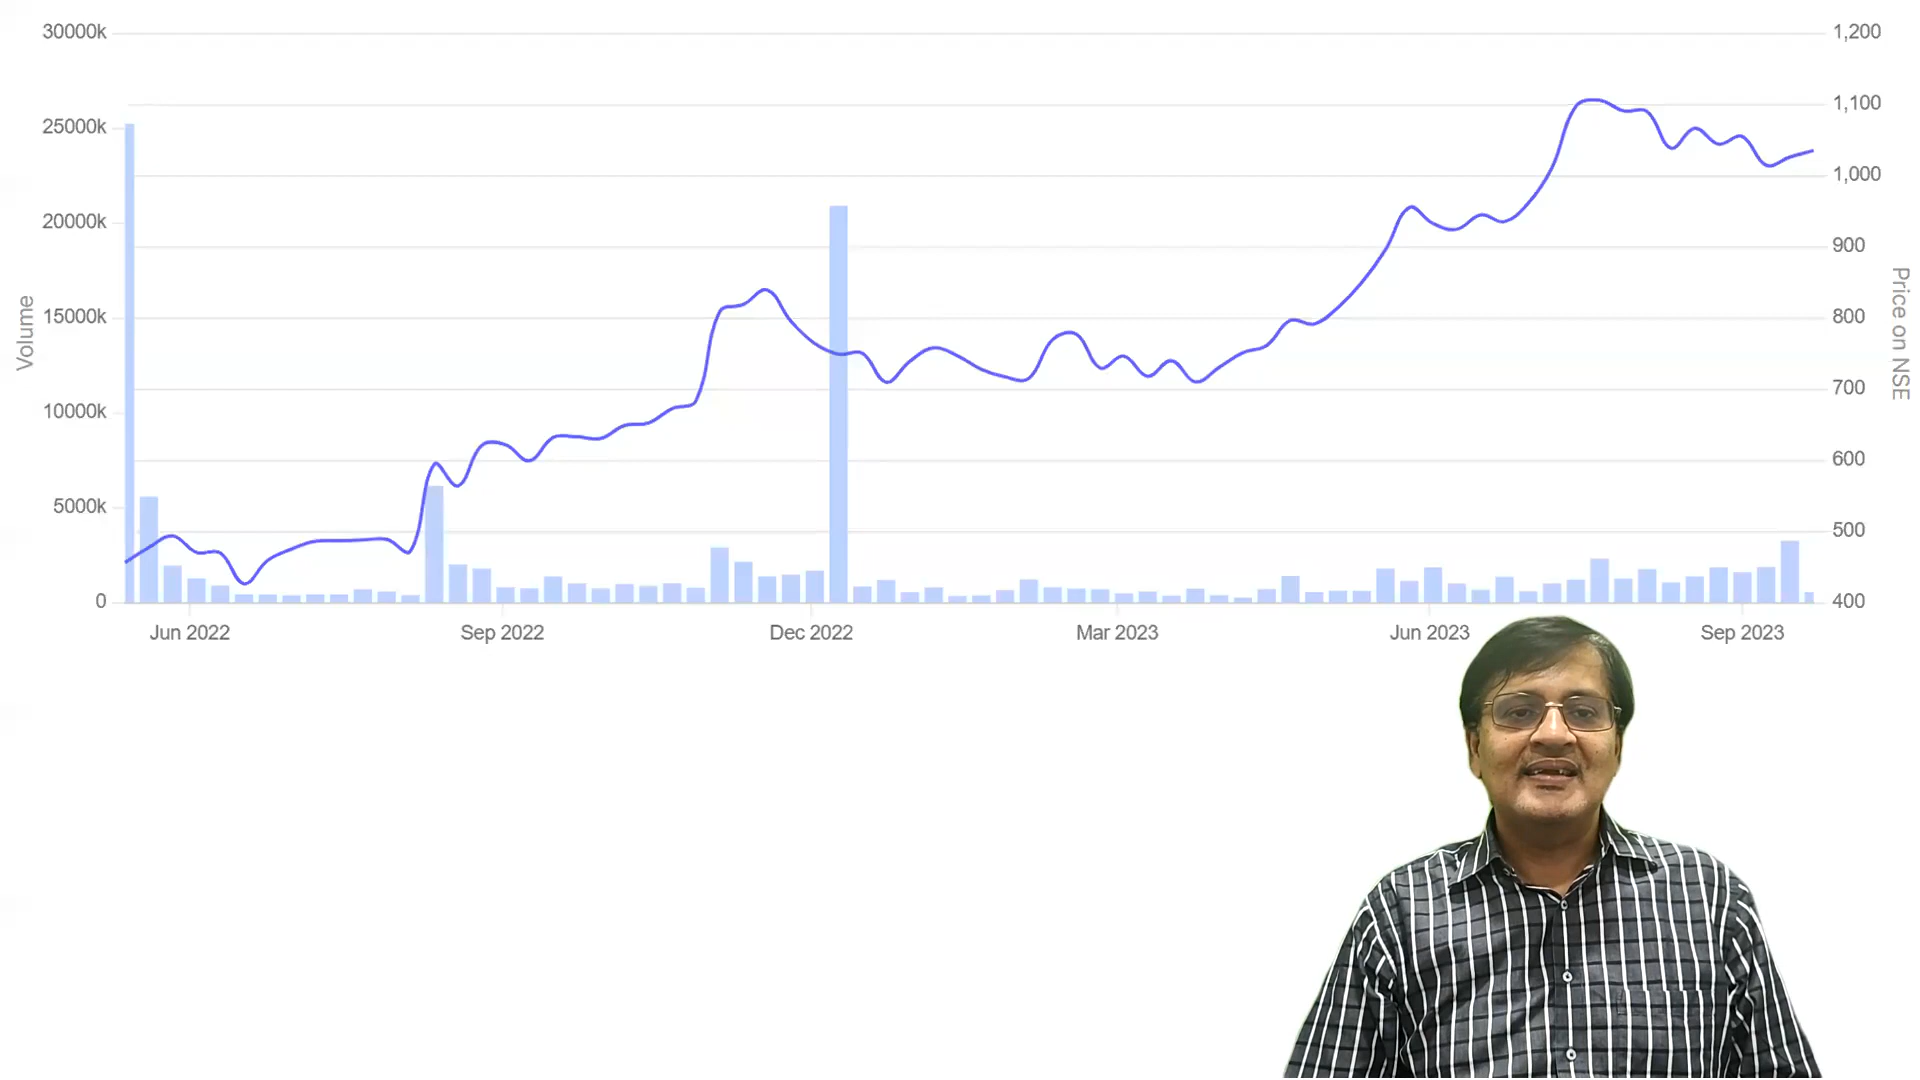 30000k
25000k
20000k
15000k
10000k
5000k
0
Volume
1,200
1,100
1,000
900
800
700
600
500
400
Price on NSE
Jun 2022
Sep 2022
Dec 2022
Mar 2023
Jun 2023
Sep 2023